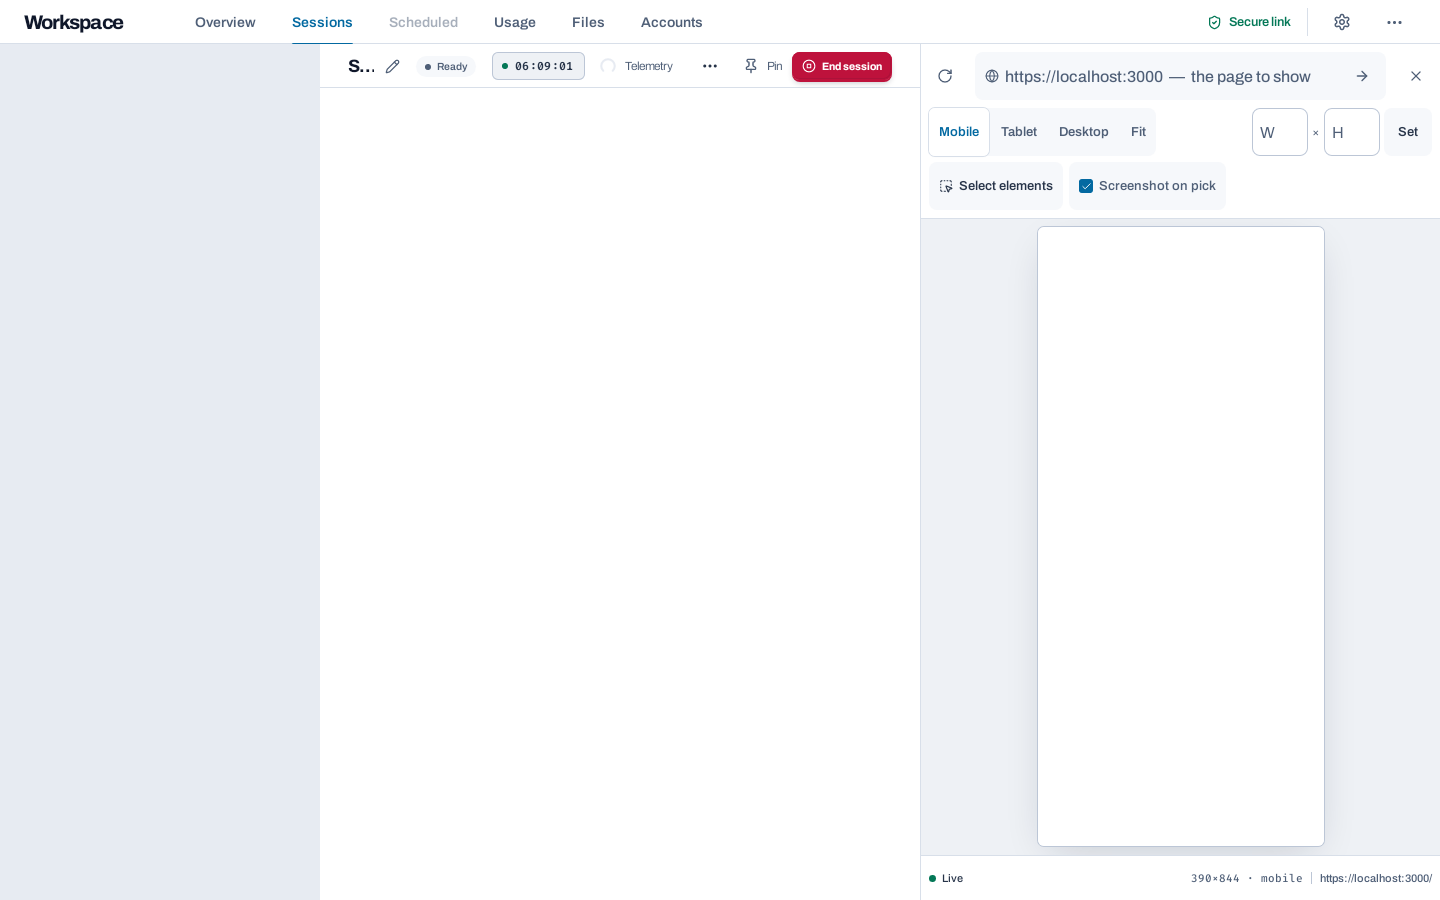 Workspace Overview Sessions Scheduled Usage Files Accounts Secure link
S... Ready 06:09:01 Telemetry Pin End session
https://localhost:3000 — the page to show
Mobile Tablet Desktop Fit W × H Set
Select elements Screenshot on pick
Live 390×844 · mobile https://localhost:3000/